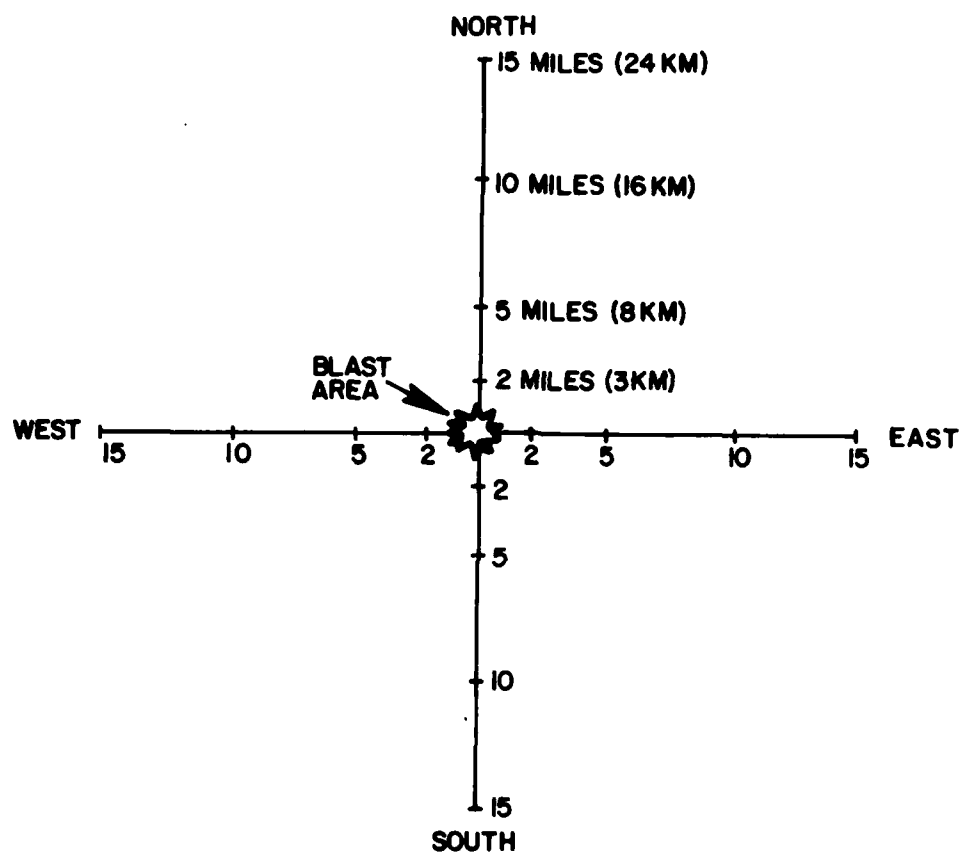 NORTH
15 MILES (24 KM)
10 MILES (16 KM)
5 MILES (8 KM)
2 MILES (3 KM)
BLAST
AREA
WEST
EAST
15 10 5 2 2 5 10 15
2
5
10
15
SOUTH